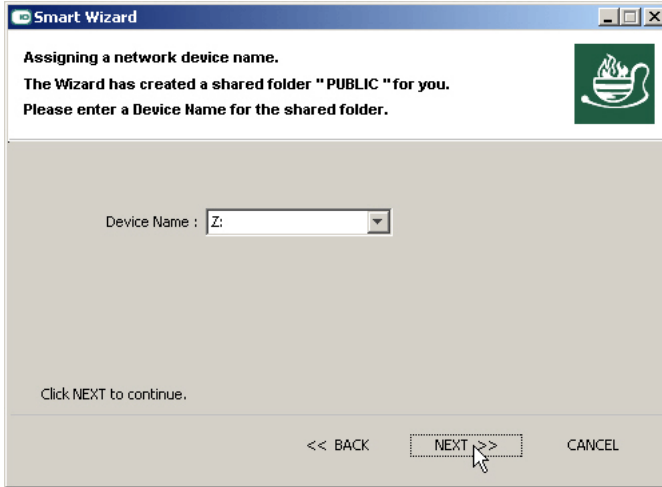 Smart Wizard
Assigning a network device name.
The Wizard has created a shared folder "PUBLIC "for you.
Please enter a Device Name for the shared folder.
Device Name : Z:
Click NEXT to continue.
<< BACK NEXT >> CANCEL